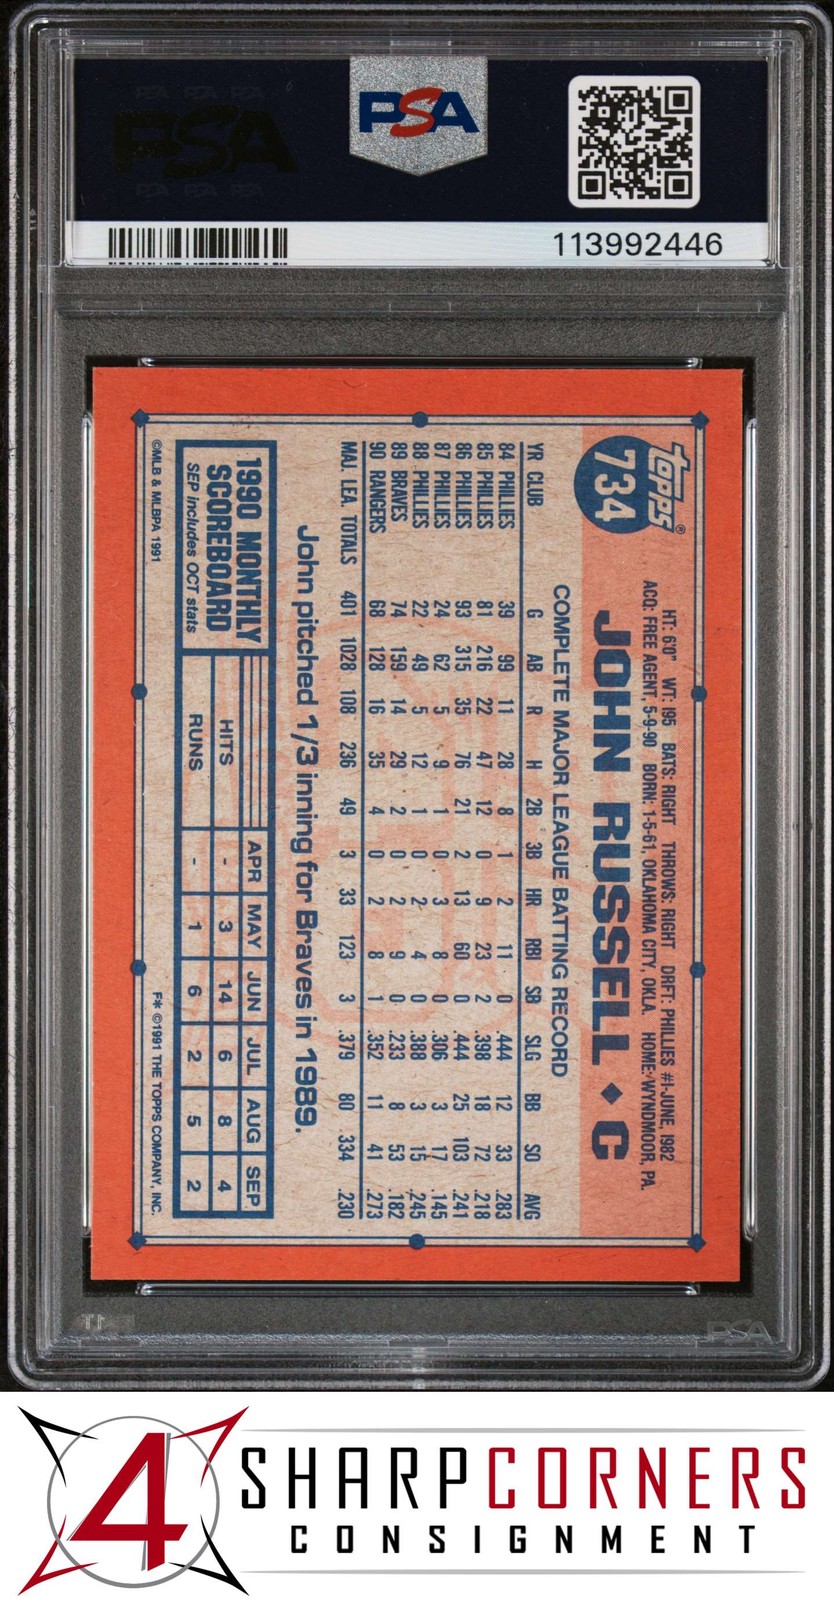 PSA PSA PSA
PSA
PSA PSA PSA
PSA
113992446
topps®
734
HT: 6'0" WT: 195 BATS: RIGHT THROWS: RIGHT DRFT: PHILLIES #1-JUNE, 1982
ACQ: FREE AGENT, 5-9-90 BORN: 1-5-61, OKLAHOMA CITY, OKLA. HOME: WYNDMOOR, PA.
JOHN RUSSELL ♦ C
COMPLETE MAJOR LEAGUE BATTING RECORD
YR CLUB G AB R H 2B 3B HR RBI SB SLG BB SO AVG
84 PHILLIES 39 99 11 28 8 1 2 11 0 .444 12 33 .283
85 PHILLIES 81 216 22 47 12 0 9 23 2 .398 18 72 .218
86 PHILLIES 93 315 35 76 21 2 13 60 0 .444 25 103 .241
87 PHILLIES 24 62 5 9 1 0 3 8 0 .306 3 17 .145
88 PHILLIES 22 49 5 12 1 0 2 4 0 .388 3 15 .245
89 BRAVES 74 159 14 29 2 0 2 9 0 .233 8 53 .182
90 RANGERS 68 128 16 35 4 0 2 8 1 .352 11 41 .273
MAJ. LEA. TOTALS 401 1028 108 236 49 3 33 123 3 .379 80 334 .230
John pitched 1/3 inning for Braves in 1989.
1990 MONTHLY
SCOREBOARD
SEP includes OCT stats
APR MAY JUN JUL AUG SEP
HITS - 3 14 6 8 4
RUNS - 1 6 2 5 2
©MLB & MLBPA 1991
F* ©1991 THE TOPPS COMPANY, INC.
PSA
4
SHARPCORNERS
CONSIGNMENT